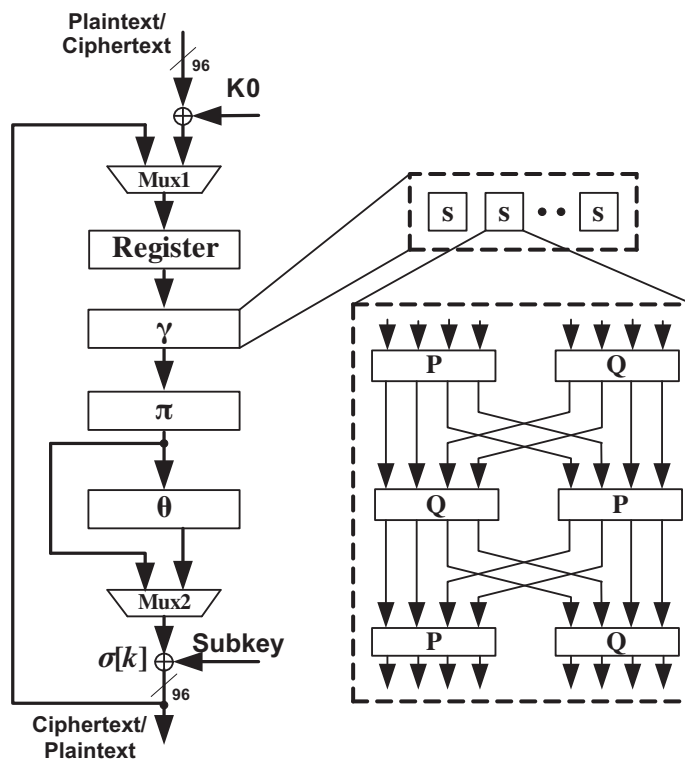 Plaintext/
Ciphertext
96
K0
Mux1
Register
γ
π
θ
Mux2
σ[k]
Subkey
96
Ciphertext/
Plaintext
s s •• s
P Q
Q P
P Q